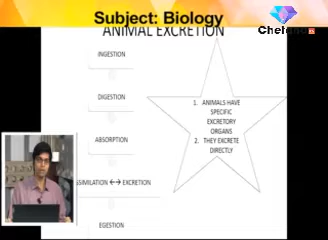 Subject: Biology
Chetana
ANIMAL EXCRETION
INGESTION
DIGESTION
ABSORPTION
SSIMILATION ←→ EXCRETION
EGESTION
1. ANIMALS HAVE
SPECIFIC
EXCRETORY
ORGANS
2. THEY EXCRETE
DIRECTLY